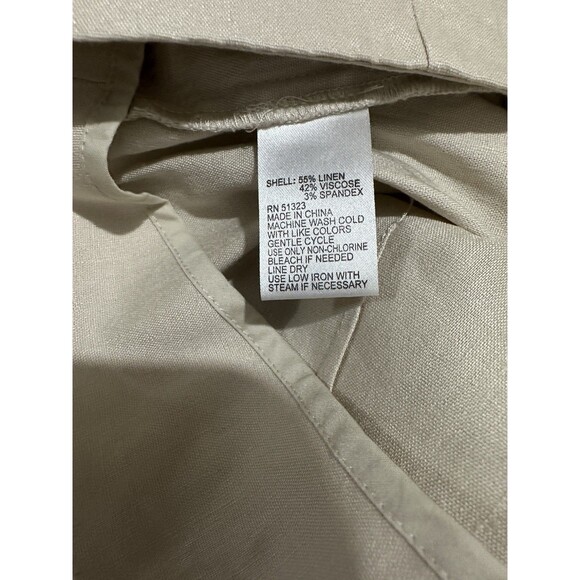 SHELL: 55% LINEN
42% VISCOSE
3% SPANDEX
RN 51323
MADE IN CHINA
MACHINE WASH COLD
WITH LIKE COLORS
GENTLE CYCLE
USE ONLY NON-CHLORINE
BLEACH IF NEEDED
LINE DRY
USE LOW IRON WITH
STEAM IF NECESSARY